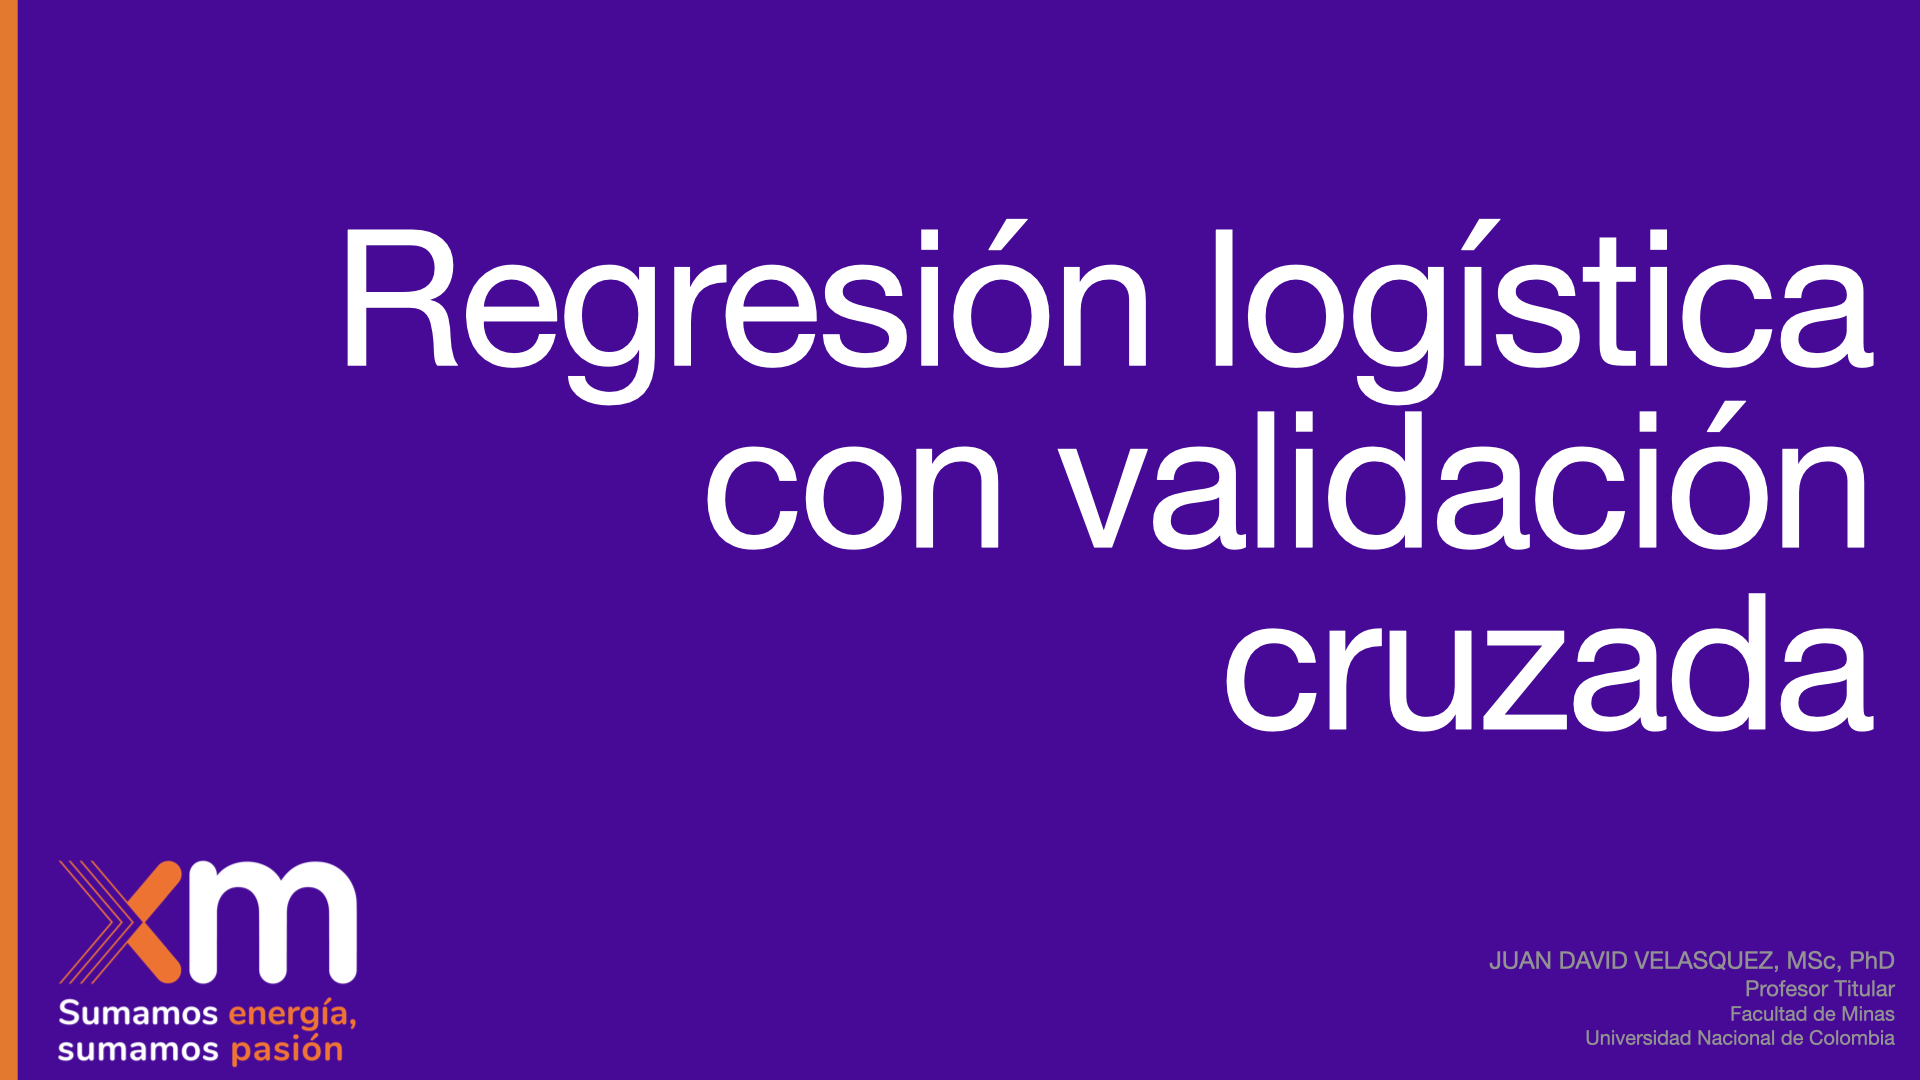 Regresión logística
con validación
cruzada
xm
Sumamos energía,
sumamos pasión
JUAN DAVID VELASQUEZ, MSc, PhD
Profesor Titular
Facultad de Minas
Universidad Nacional de Colombia